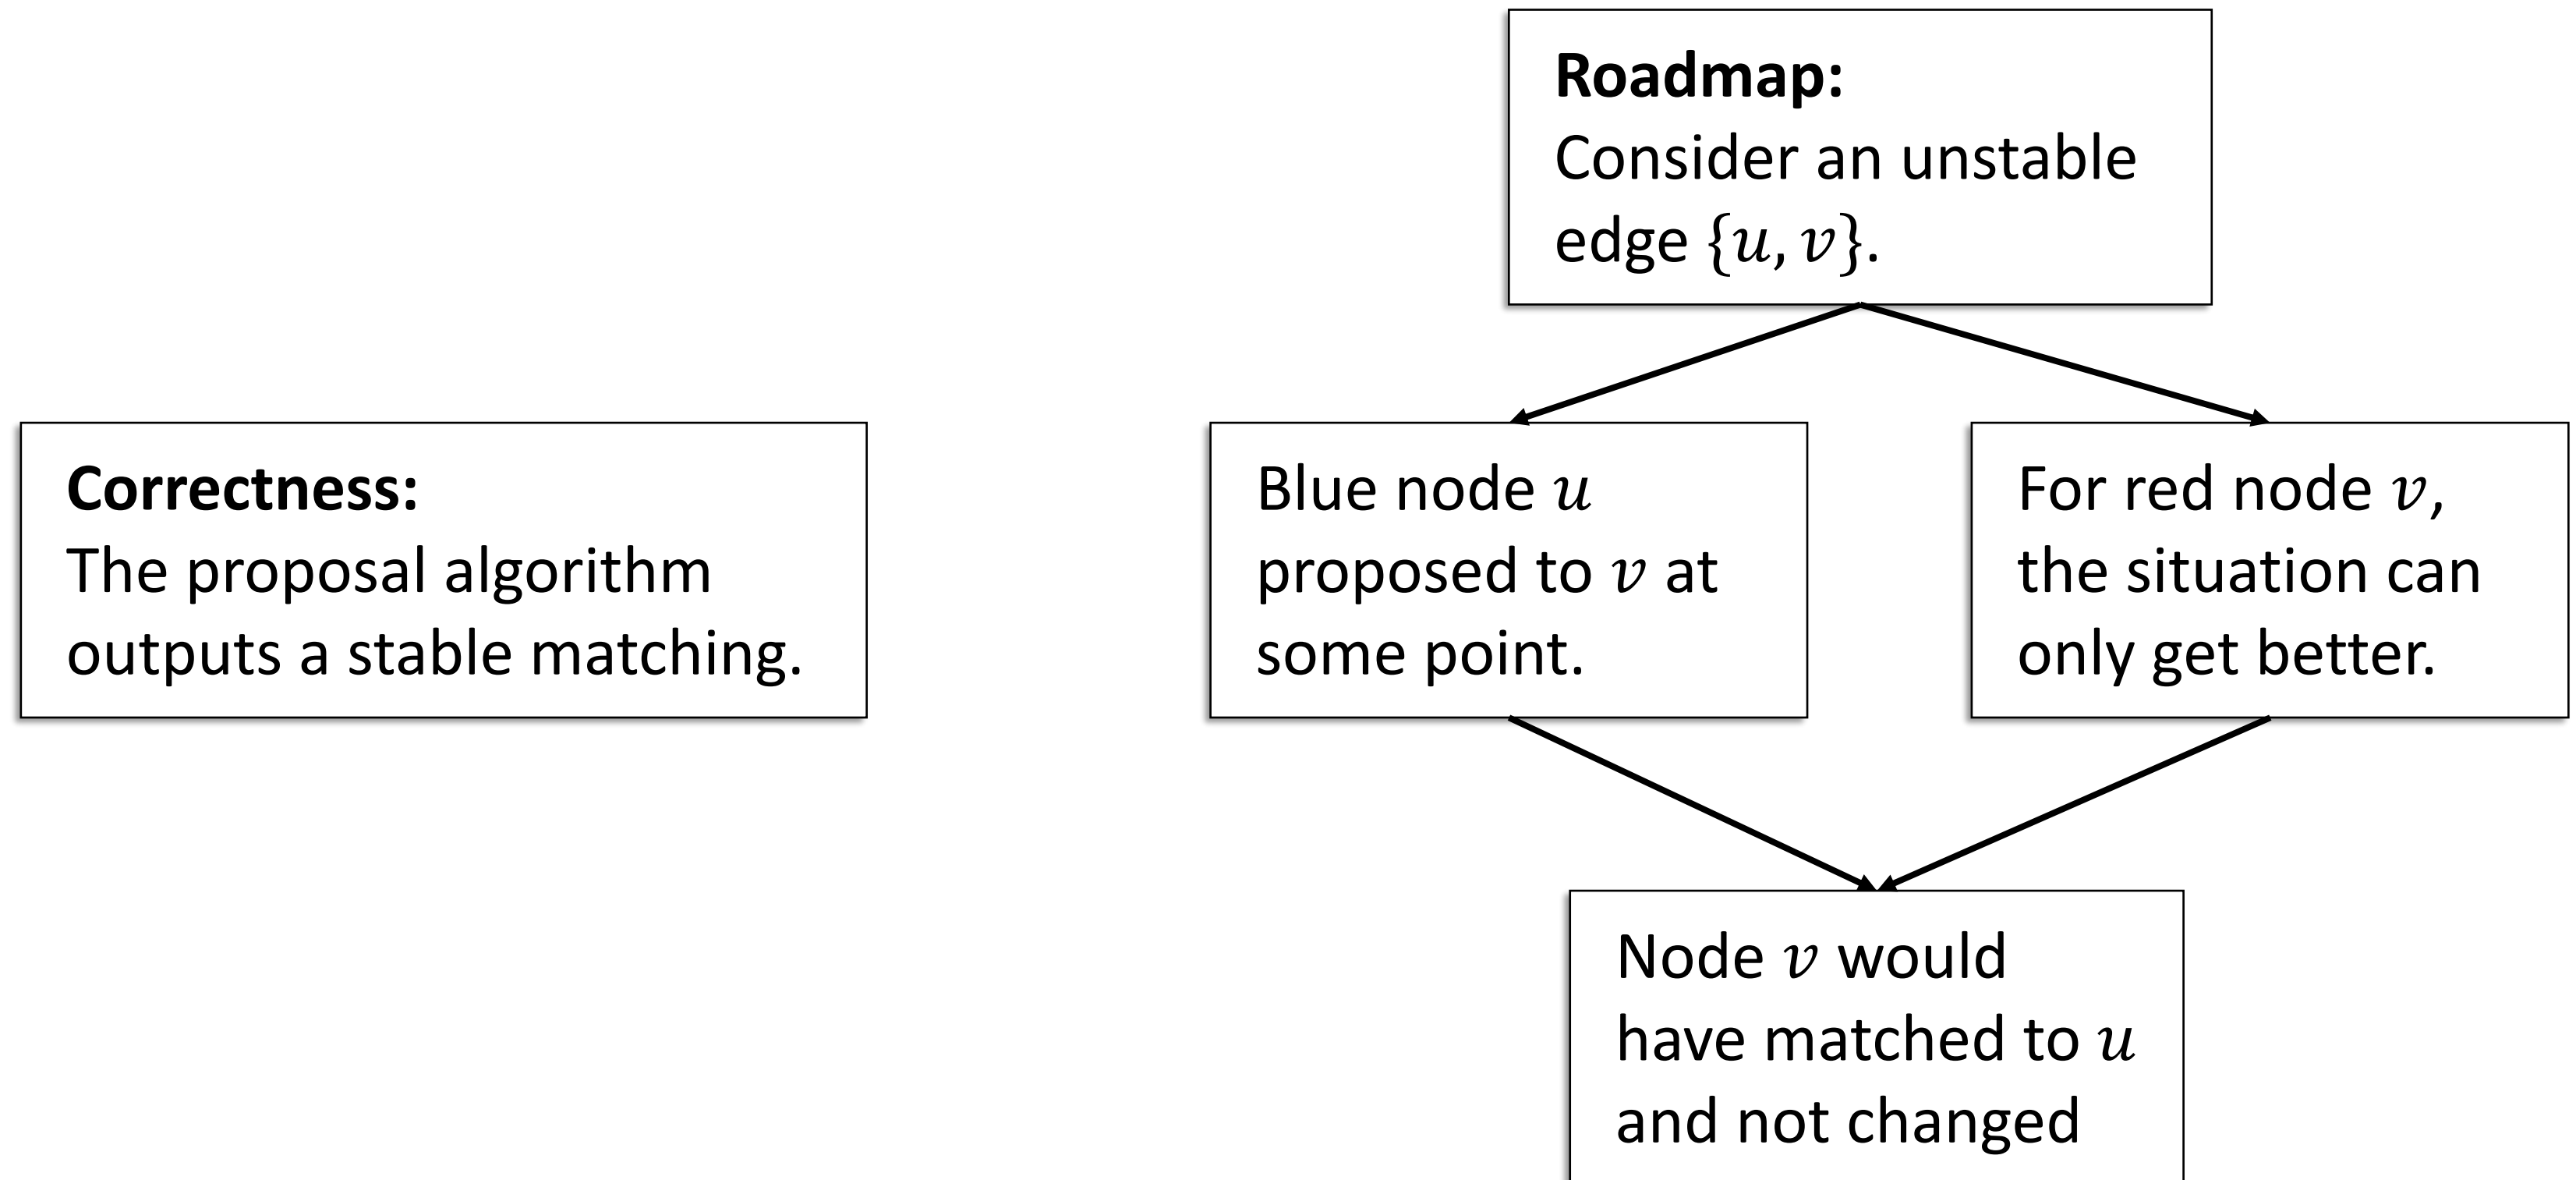 Roadmap:
Consider an unstable
edge {𝑢, 𝑣}.
Correctness:
The proposal algorithm
outputs a stable matching.
Blue node 𝑢
proposed to 𝑣 at
some point.
For red node 𝑣,
the situation can
only get better.
Node 𝑣 would
have matched to 𝑢
and not changed